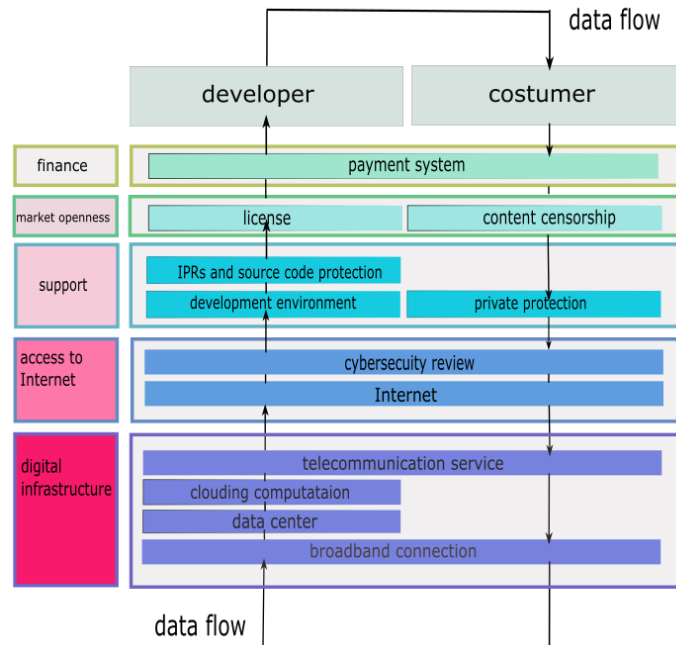 data flow
developer
costumer
finance
payment system
market openness
license
content censorship
support
IPRs and source code protection
development environment
private protection
access to
Internet
cybersecuity review
Internet
digital
infrastructure
telecommunication service
clouding computataion
data center
broadband connection
data flow